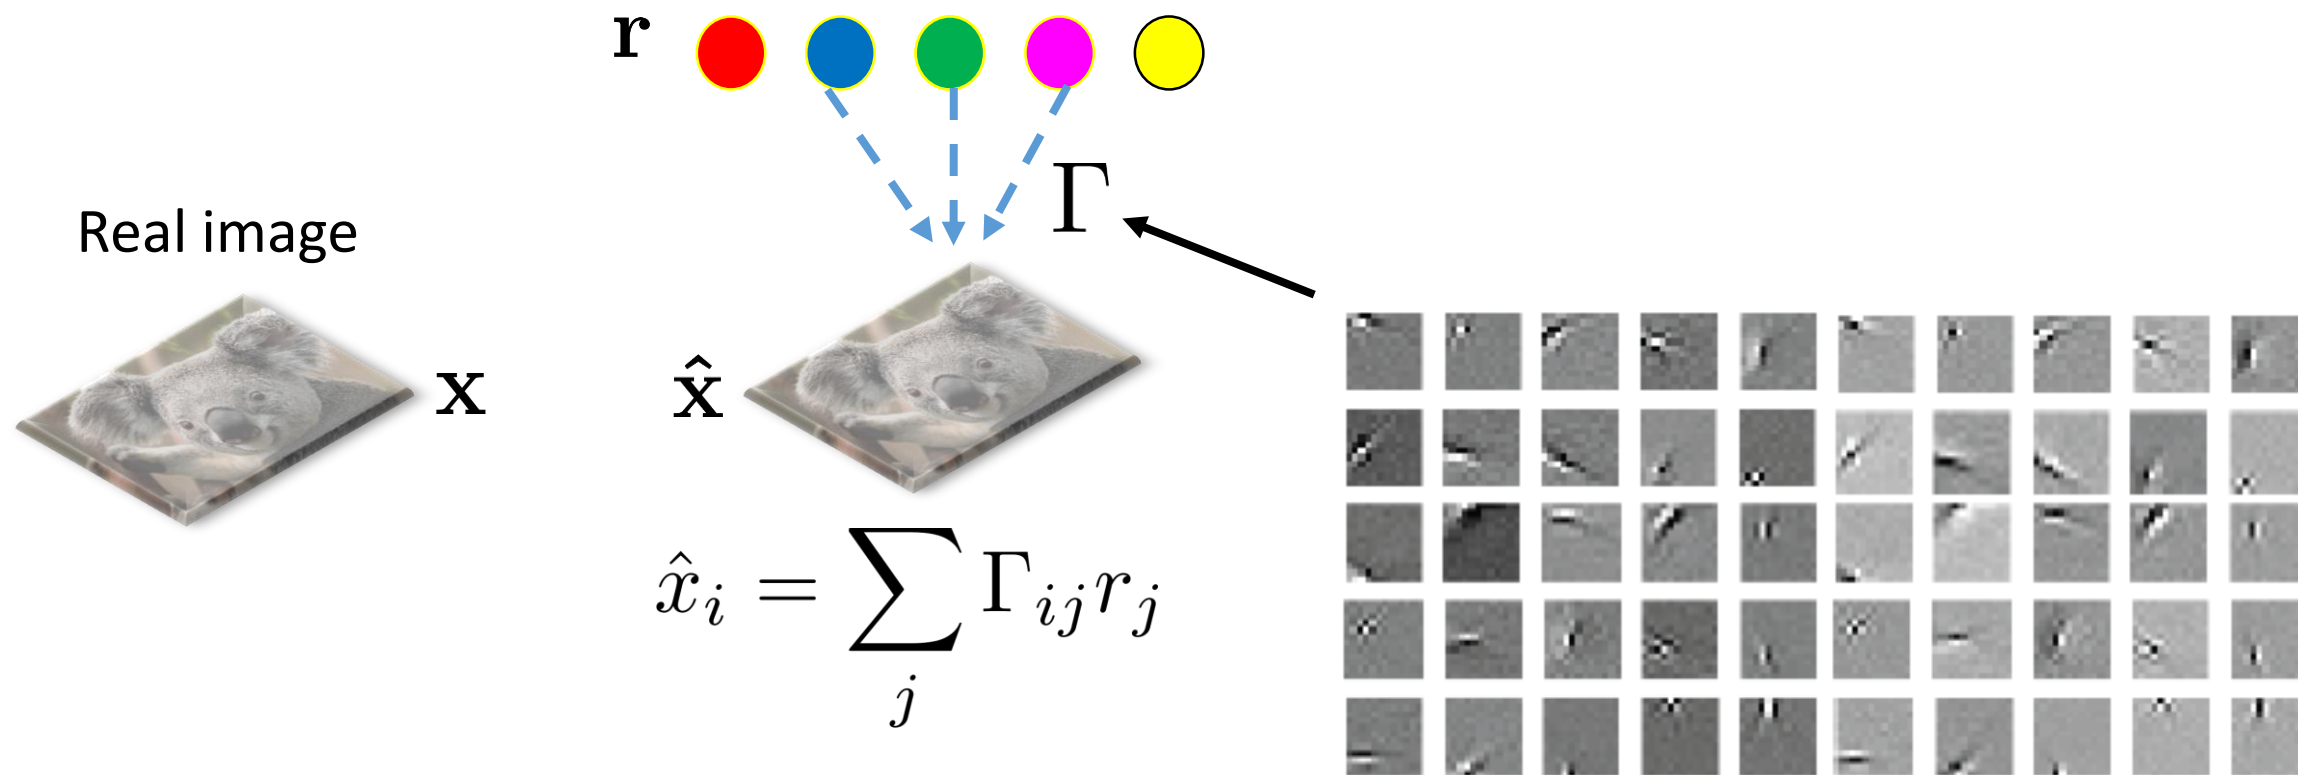 r
Γ
Real image
x
x̂
x̂ᵢ = ∑ⱼ Γᵢⱼrⱼ